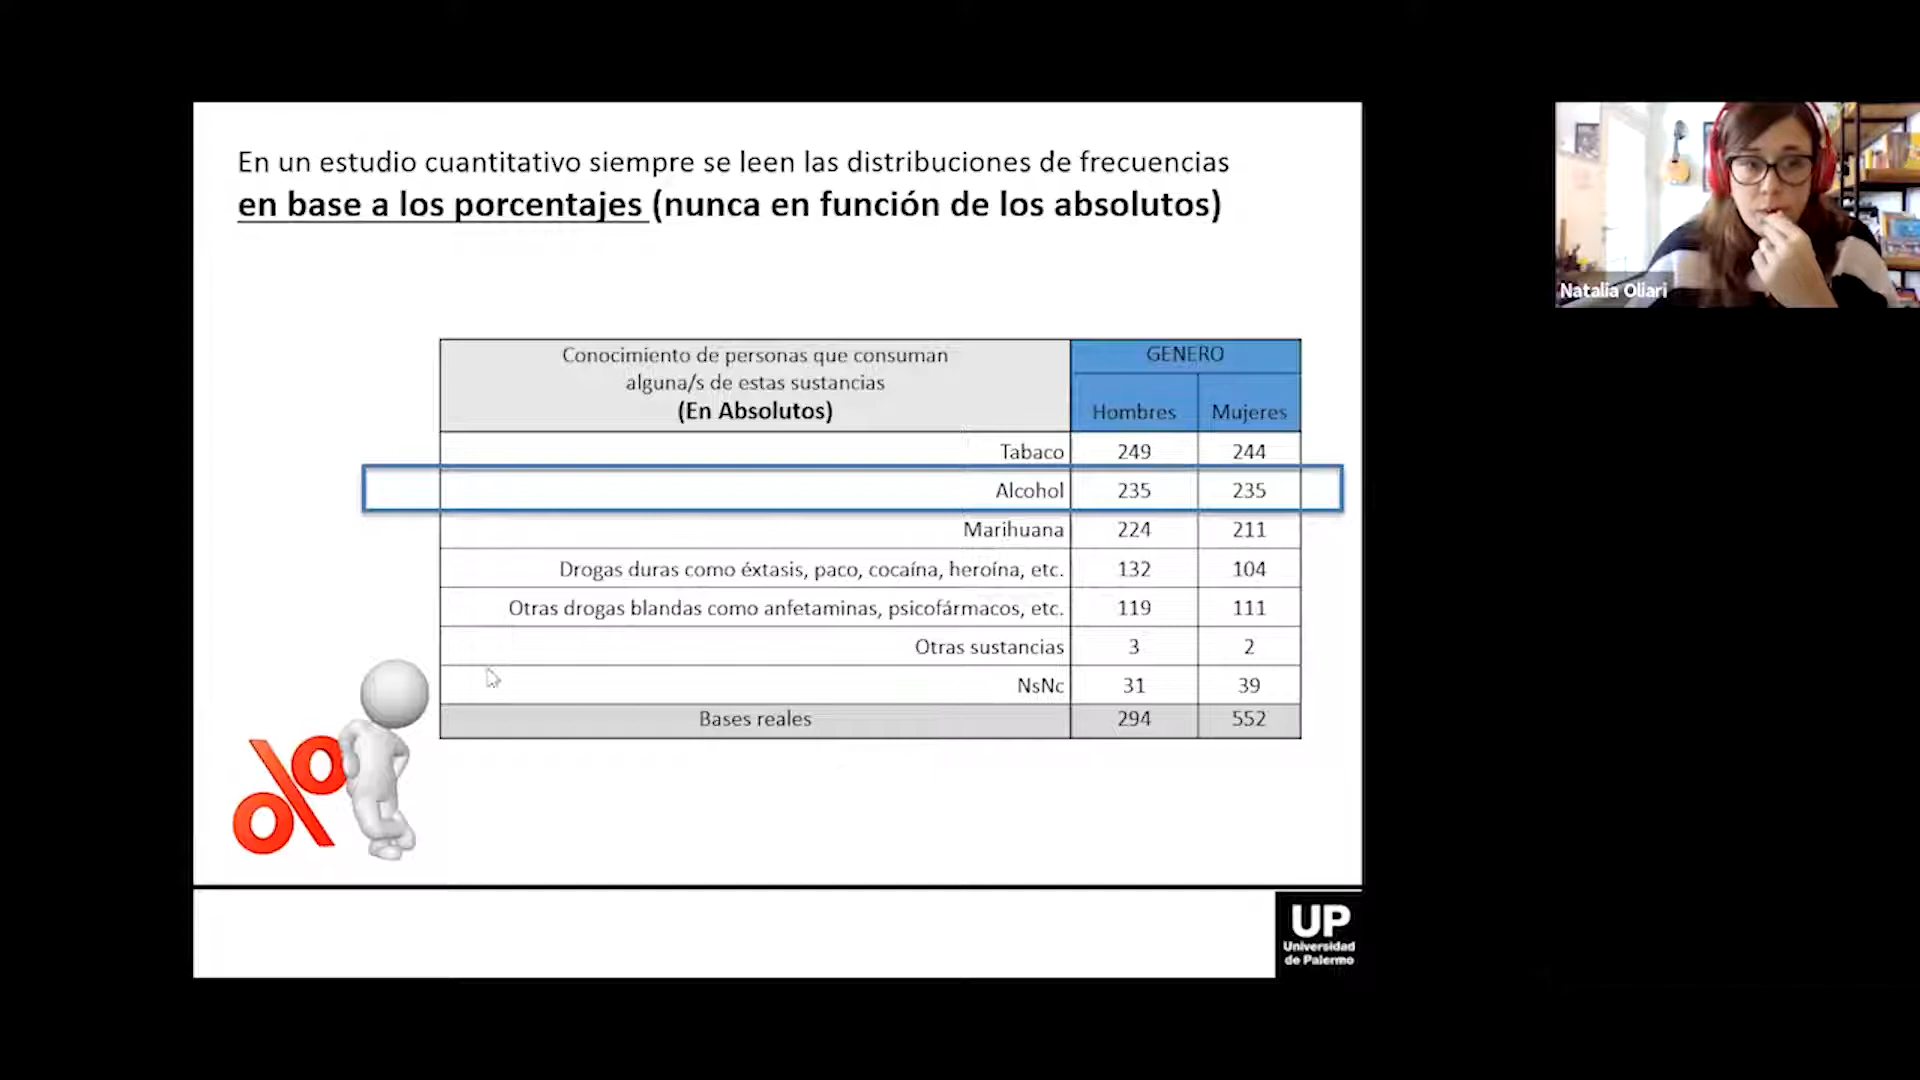 En un estudio cuantitativo siempre se leen las distribuciones de frecuencias
en base a los porcentajes (nunca en función de los absolutos)
Conocimiento de personas que consuman
alguna/s de estas sustancias
(En Absolutos)
GENERO
Hombres Mujeres
Tabaco 249 244
Alcohol 235 235
Marihuana 224 211
Drogas duras como éxtasis, paco, cocaína, heroína, etc. 132 104
Otras drogas blandas como anfetaminas, psicofármacos, etc. 119 111
Otras sustancias 3 2
NsNc 31 39
Bases reales 294 552
%
UP
Universidad
de Palermo
Natalia Oliari